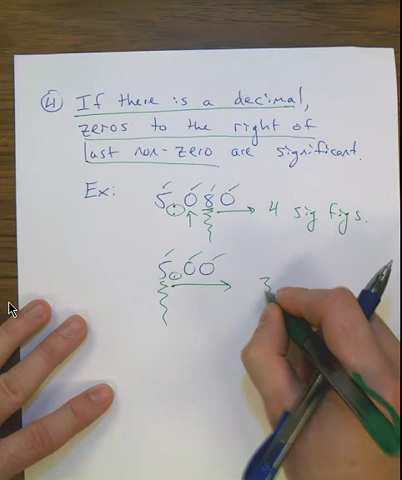 ④ If there is a decimal,
zeros to the right of
last non-zero are significant.
Ex: 5.080 4 sig figs.
5.00 3